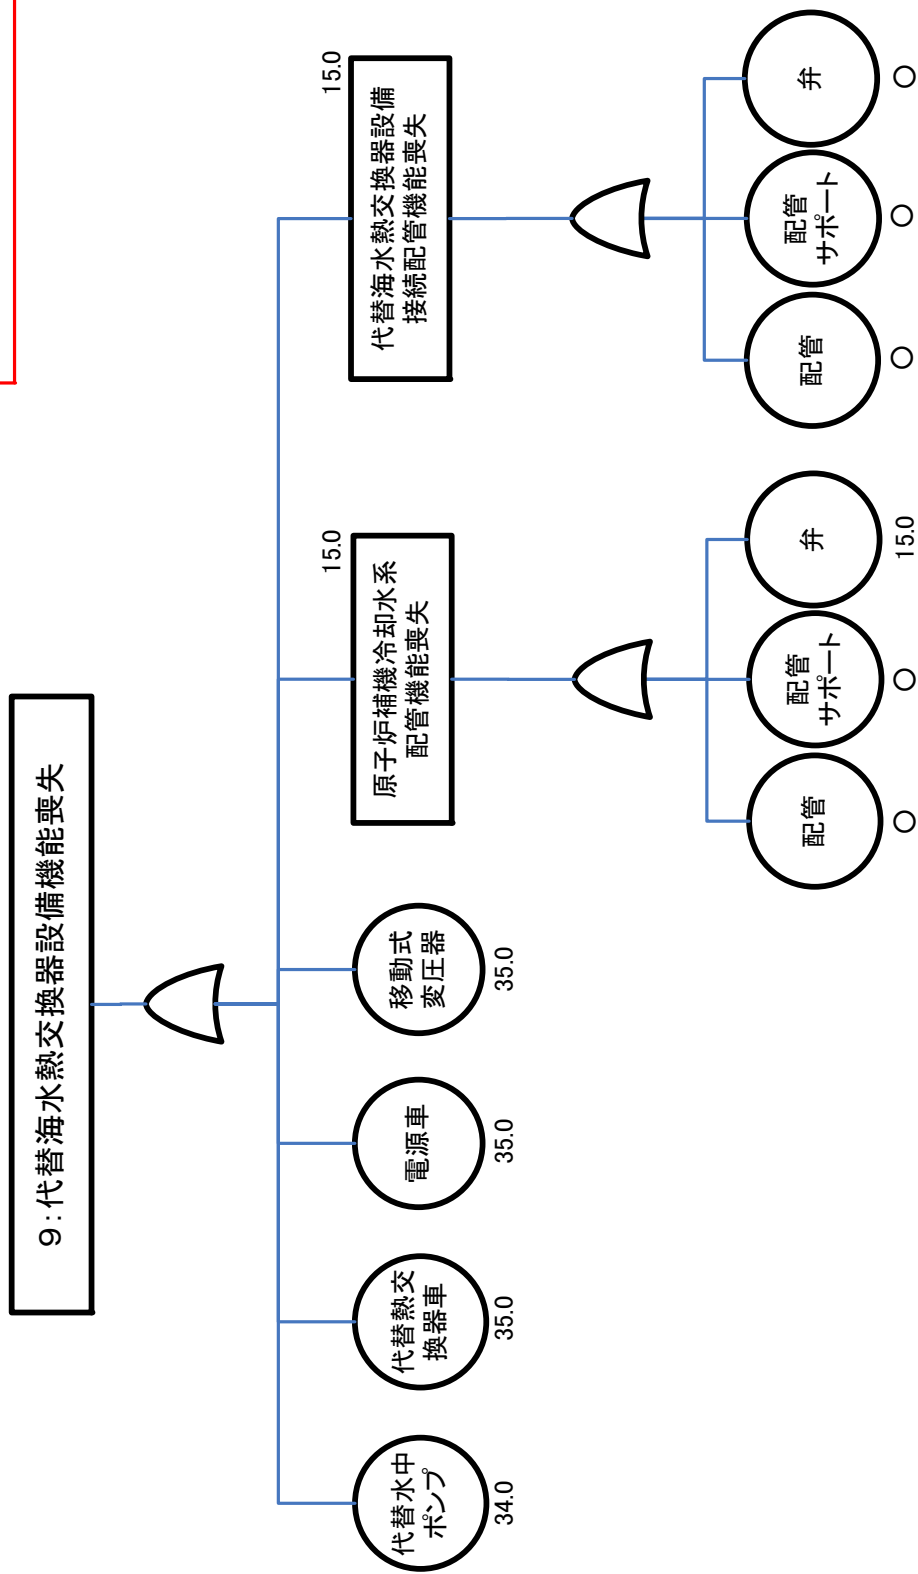 9:代替海水熱交換器設備機能喪失
代替水中
ポンプ
34.0
代替熱交
換器車
35.0
電源車
35.0
移動式
変圧器
35.0
15.0
原子炉補機冷却水系
配管機能喪失
配管
○
配管
サポート
○
弁
15.0
15.0
代替海水熱交換器設備
接続配管機能喪失
配管
○
配管
サポート
○
弁
○